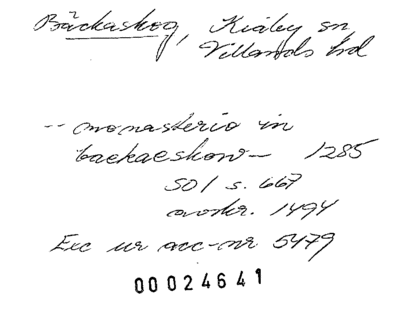 Bäckaskog, Kiaby sn
Villands hd
-- monasterio in
backaeskow — 1285
SD I s. 667
avskr. 1494
Exc ur acc-nr 5479
00024641